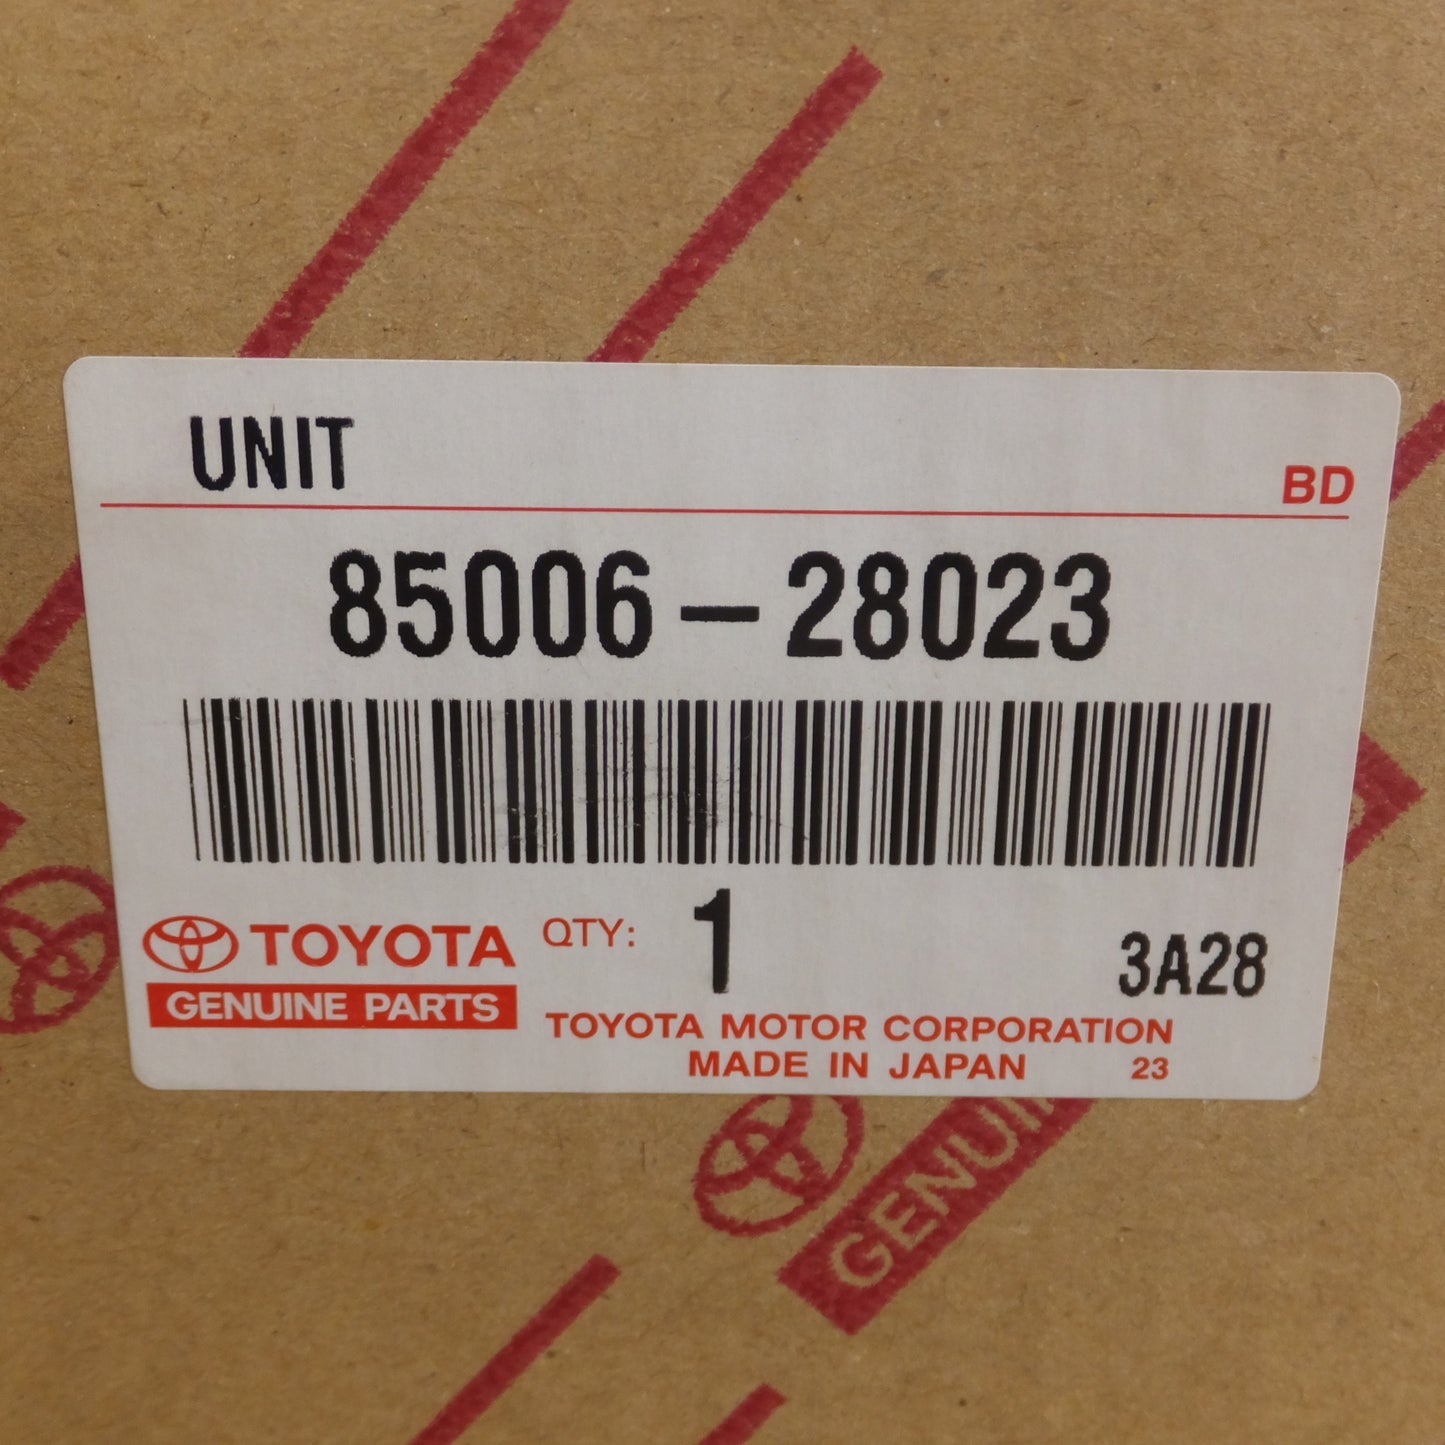 UNIT
BD
85006-28023
TOYOTA
GENUINE PARTS
QTY: 1
3A28
TOYOTA MOTOR CORPORATION
MADE IN JAPAN 23